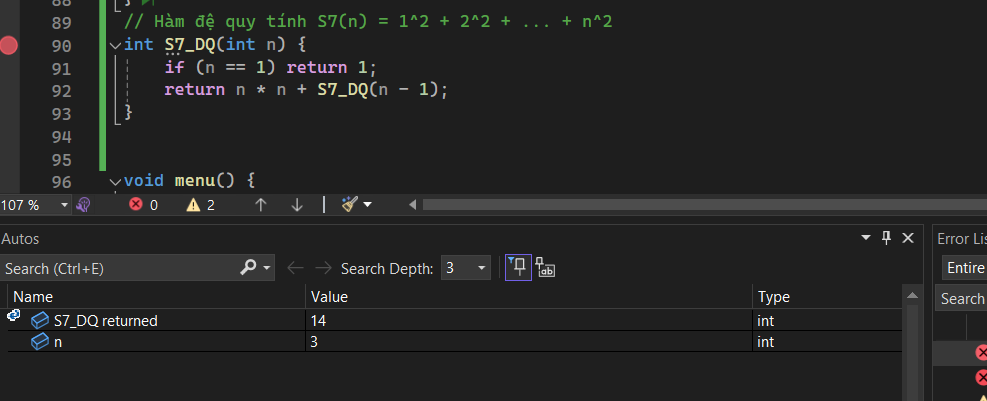 88 }
89 // Hàm đệ quy tính S7(n) = 1^2 + 2^2 + ... + n^2
90 int S7_DQ(int n) {
91 if (n == 1) return 1;
92 return n * n + S7_DQ(n - 1);
93 }
94
95
96 void menu() {
107 % 0 2
Autos
Error Lis
Search (Ctrl+E) Search Depth: 3
Entire
Name Value Type
Search
S7_DQ returned 14 int
n 3 int